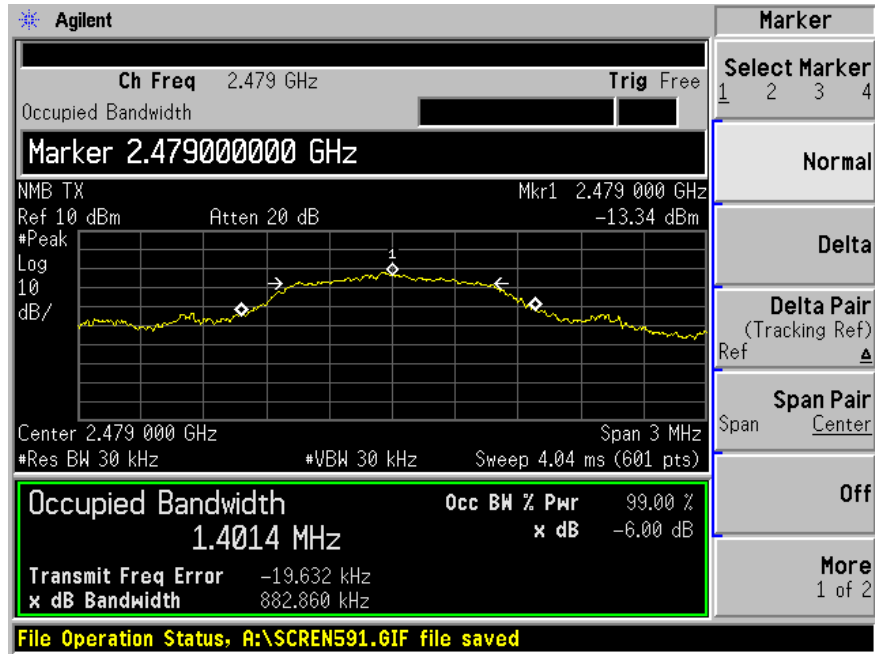 Agilent
Ch Freq 2.479 GHz Trig Free
Occupied Bandwidth
Marker 2.479000000 GHz
NMB TX Mkr1 2.479 000 GHz
Ref 10 dBm Atten 20 dB -13.34 dBm
#Peak
Log
10
dB/
1
Center 2.479 000 GHz Span 3 MHz
#Res BW 30 kHz #VBW 30 kHz Sweep 4.04 ms (601 pts)
Occupied Bandwidth Occ BW % Pwr 99.00 %
1.4014 MHz x dB -6.00 dB
Transmit Freq Error -19.632 kHz
x dB Bandwidth 882.860 kHz
File Operation Status, A:\SCREN591.GIF file saved
Marker
Select Marker
1 2 3 4
Normal
Delta
Delta Pair
(Tracking Ref)
Ref Δ
Span Pair
Span Center
Off
More
1 of 2